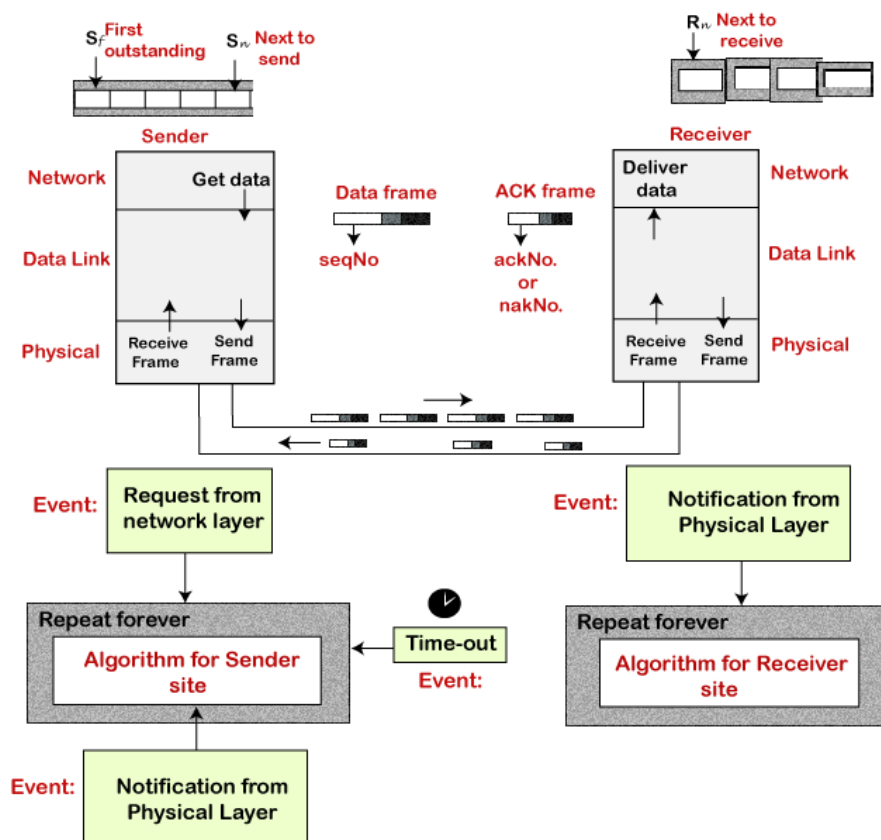 Sf First
outstanding
Sn Next to
send
Rn Next to
receive
Sender
Receiver
Network
Get data
Data frame
ACK frame
Deliver
data
Network
Data Link
seqNo
ackNo.
or
nakNo.
Data Link
Physical
Receive
Frame
Send
Frame
Receive
Frame
Send
Frame
Physical
Event:
Request from
network layer
Event:
Notification from
Physical Layer
Repeat forever
Algorithm for Sender
site
Time-out
Event:
Repeat forever
Algorithm for Receiver
site
Event:
Notification from
Physical Layer